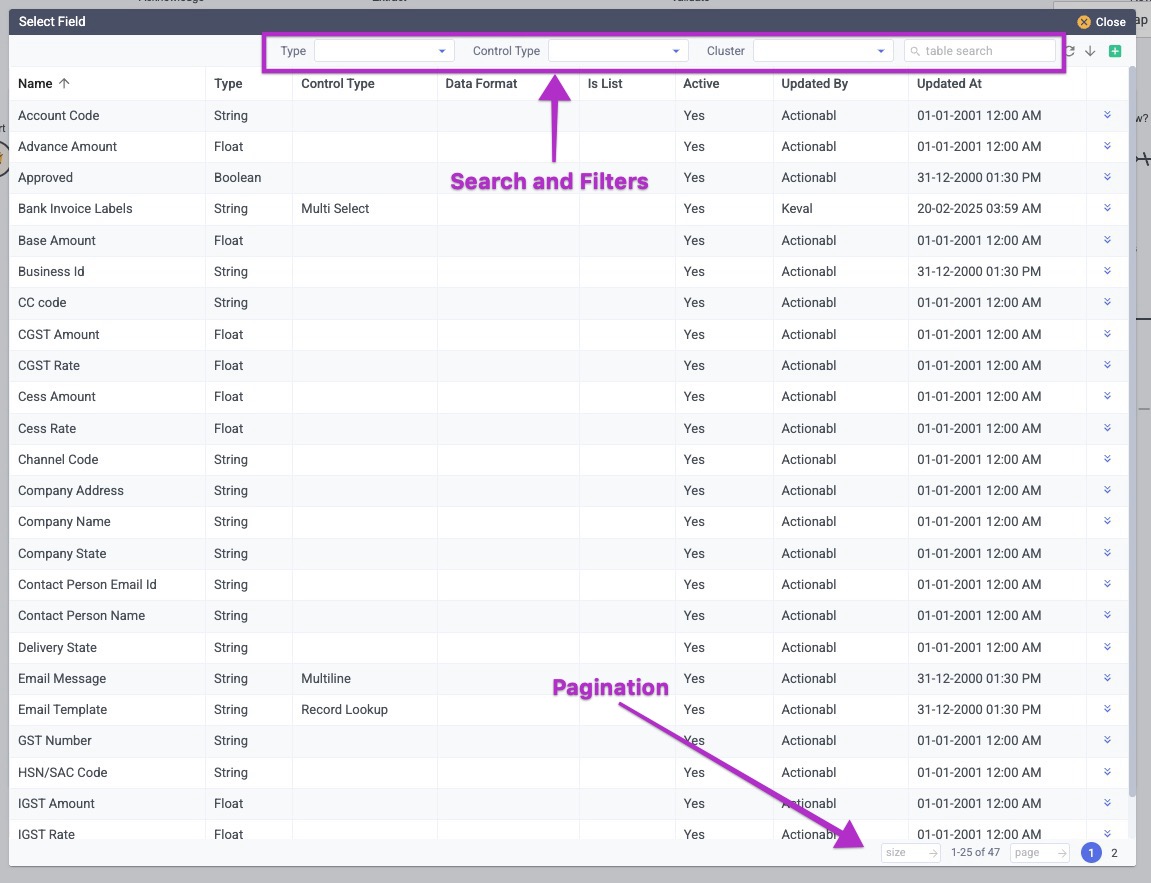 Select Field
Close
Type
Control Type
Cluster
table search
Name Type Control Type Data Format Is List Active Updated By Updated At
Account Code String Yes Actionabl 01-01-2001 12:00 AM
Advance Amount Float Yes Actionabl 01-01-2001 12:00 AM
Approved Boolean Yes Actionabl 31-12-2000 01:30 PM
Search and Filters
Bank Invoice Labels String Multi Select Yes Keval 20-02-2025 03:59 AM
Base Amount Float Yes Actionabl 01-01-2001 12:00 AM
Business Id String Yes Actionabl 31-12-2000 01:30 PM
CC code String Yes Actionabl 01-01-2001 12:00 AM
CGST Amount Float Yes Actionabl 01-01-2001 12:00 AM
CGST Rate Float Yes Actionabl 01-01-2001 12:00 AM
Cess Amount Float Yes Actionabl 01-01-2001 12:00 AM
Cess Rate Float Yes Actionabl 01-01-2001 12:00 AM
Channel Code String Yes Actionabl 01-01-2001 12:00 AM
Company Address String Yes Actionabl 01-01-2001 12:00 AM
Company Name String Yes Actionabl 01-01-2001 12:00 AM
Company State String Yes Actionabl 01-01-2001 12:00 AM
Contact Person Email Id String Yes Actionabl 01-01-2001 12:00 AM
Contact Person Name String Yes Actionabl 01-01-2001 12:00 AM
Delivery State String Yes Actionabl 01-01-2001 12:00 AM
Email Message String Multiline Yes Actionabl 31-12-2000 01:30 PM
Pagination
Email Template String Record Lookup Yes Actionabl 31-12-2000 01:30 PM
GST Number String Yes Actionabl 01-01-2001 12:00 AM
HSN/SAC Code String Yes Actionabl 01-01-2001 12:00 AM
IGST Amount Float Yes Actionabl 01-01-2001 12:00 AM
IGST Rate Float Yes Actionabl 01-01-2001 12:00 AM
size 1-25 of 47 page 1 2